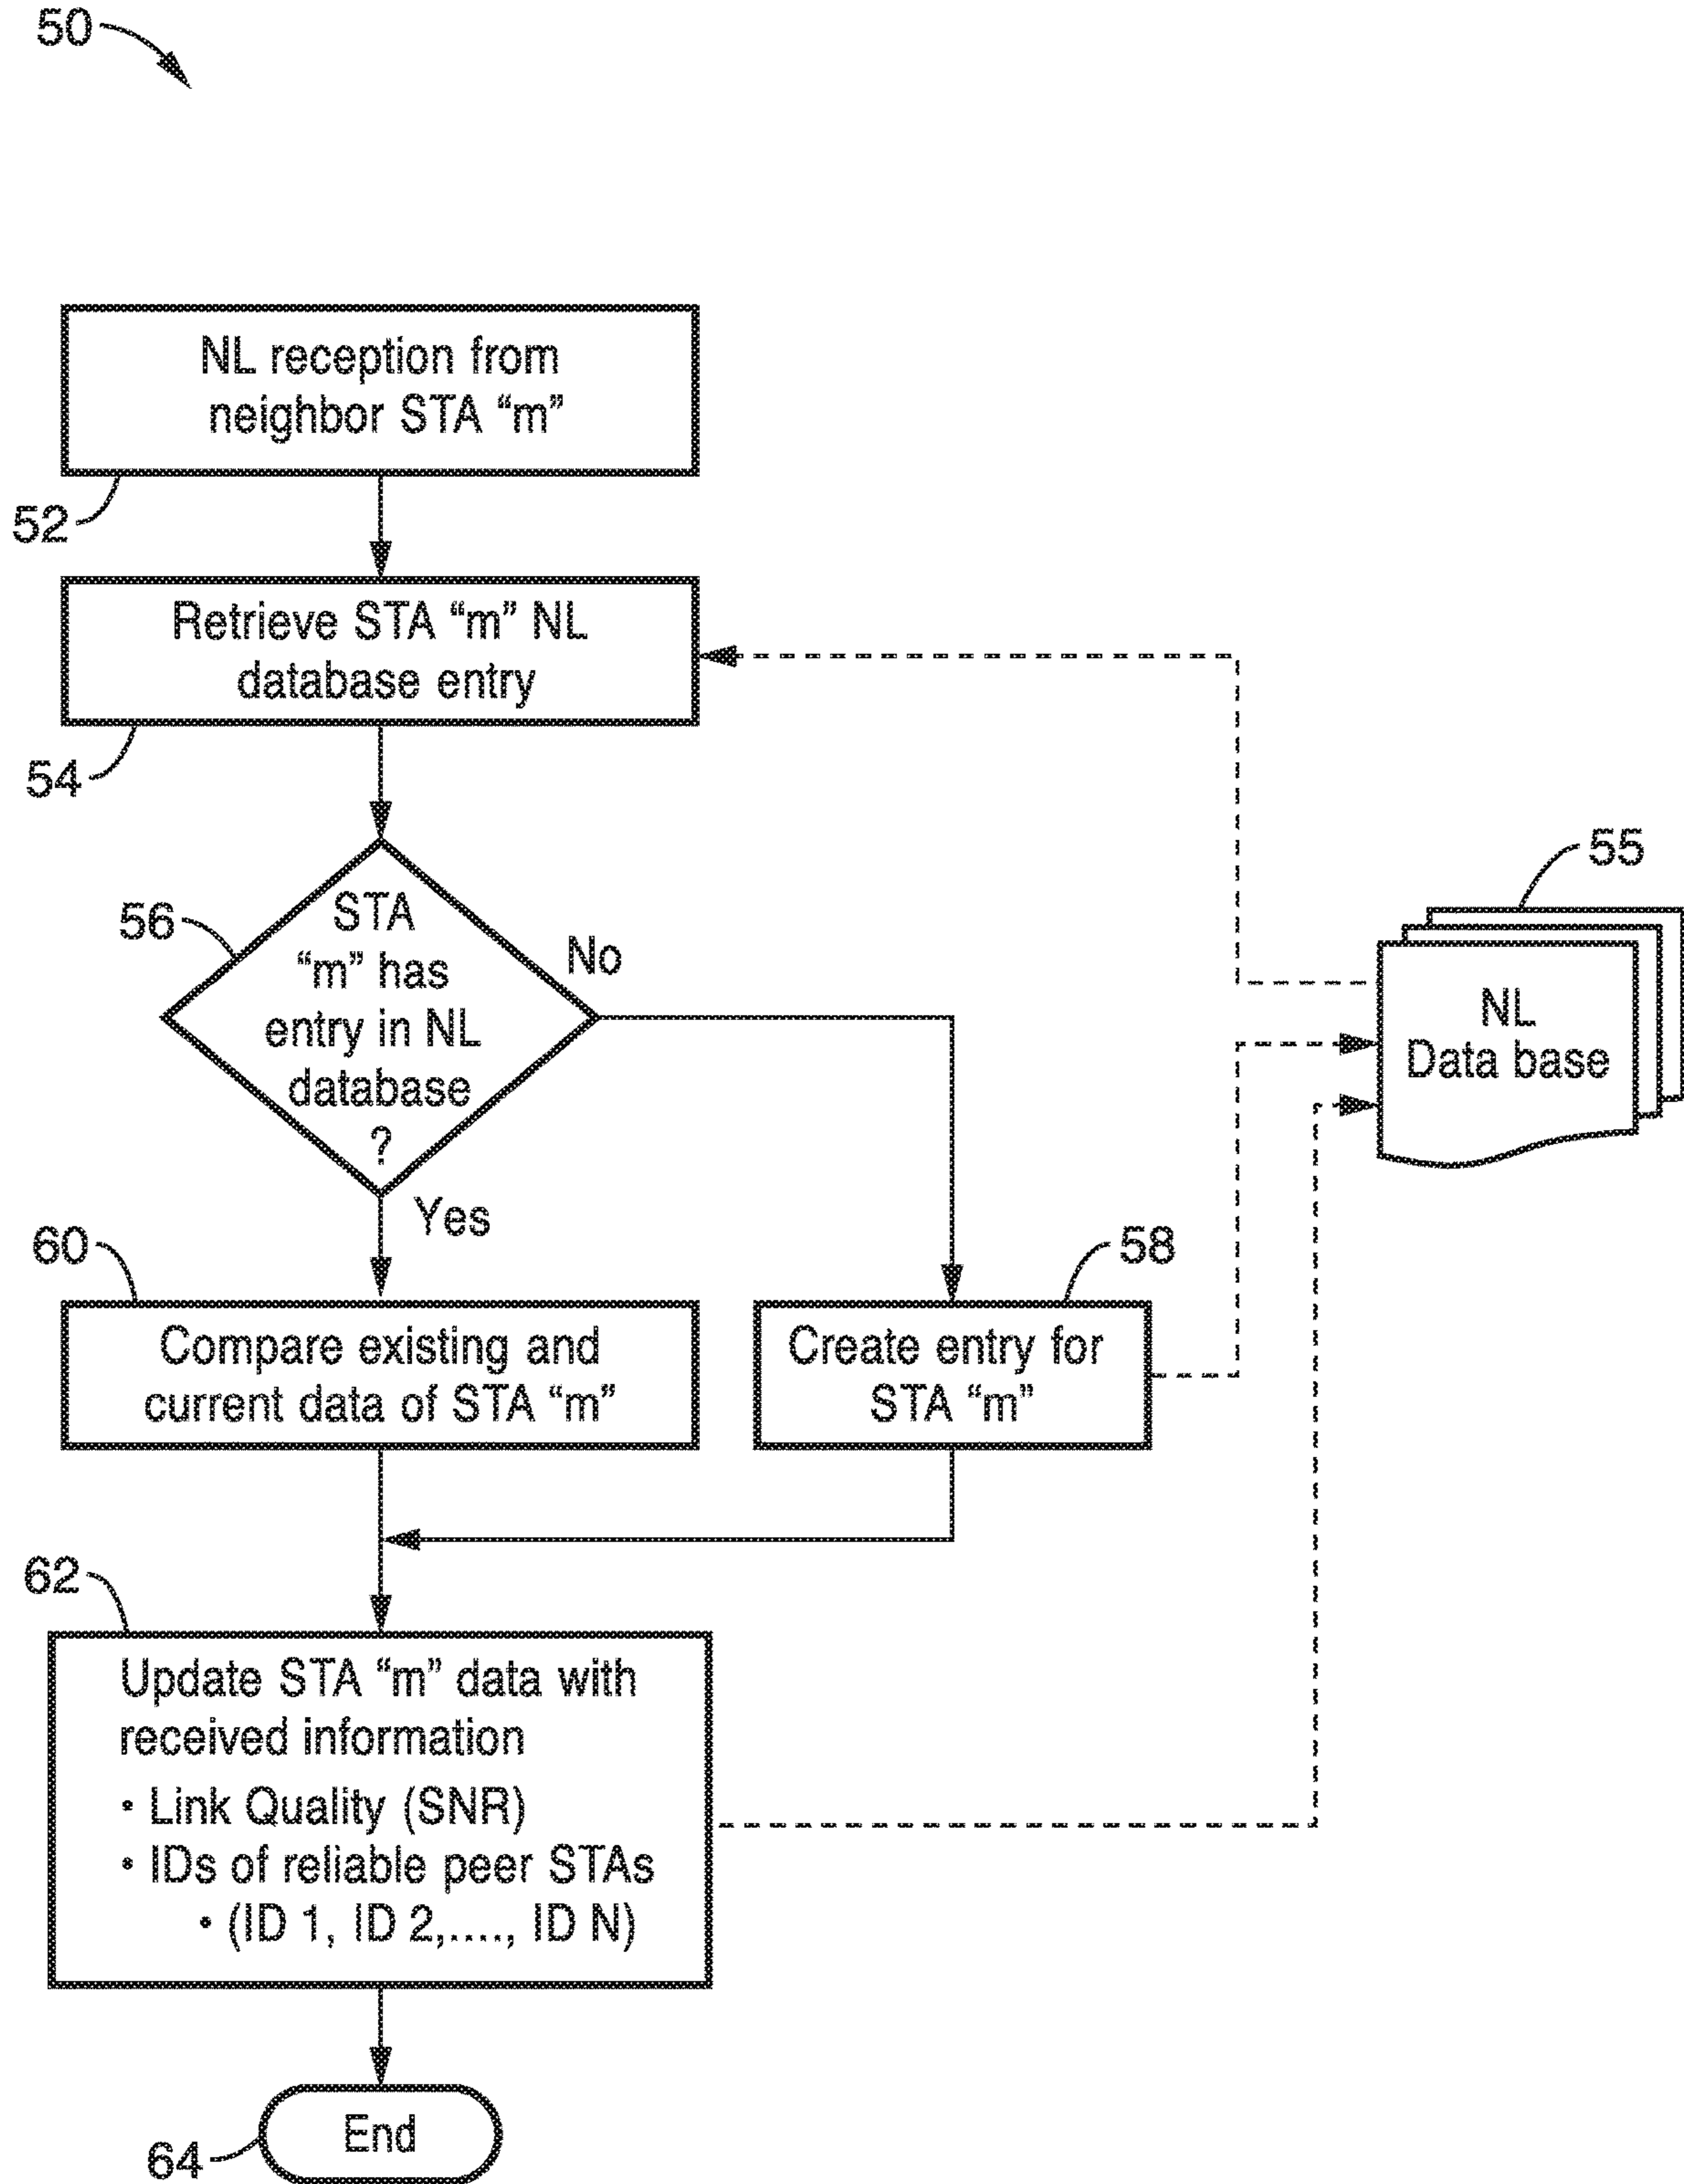 50
NL reception from
neighbor STA “m”
52
Retrieve STA “m” NL
database entry
54
55
NL
Data base
56
STA
“m” has
entry in NL
database
?
No
Yes
60
Compare existing and
current data of STA “m”
58
Create entry for
STA “m”
62
Update STA “m” data with
received information
• Link Quality (SNR)
• IDs of reliable peer STAs
• (ID 1, ID 2,...., ID N)
End
64